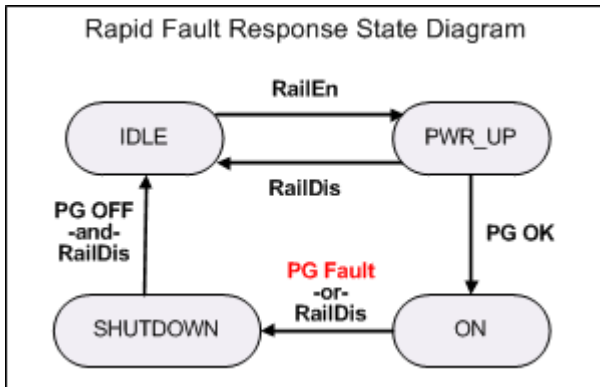 Rapid Fault Response State Diagram
RailEn
IDLE
PWR_UP
RailDis
PG OFF
-and-
RailDis
PG OK
PG Fault
-or-
RailDis
SHUTDOWN
ON